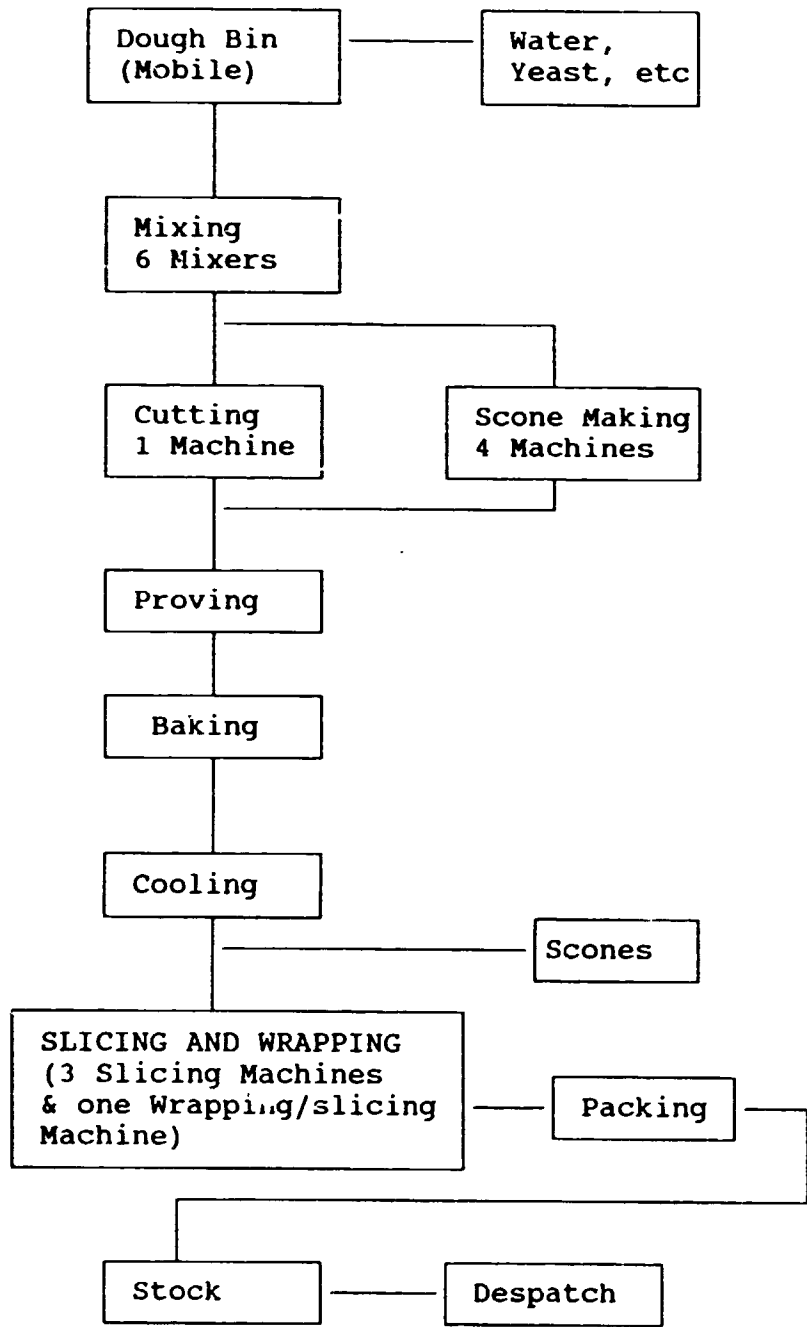 Dough Bin
(Mobile)
Water,
Yeast, etc
Mixing
6 Mixers
Cutting
1 Machine
Scone Making
4 Machines
Proving
Baking
Cooling
Scones
SLICING AND WRAPPING
(3 Slicing Machines
& one Wrapping/slicing
Machine)
Packing
Stock
Despatch